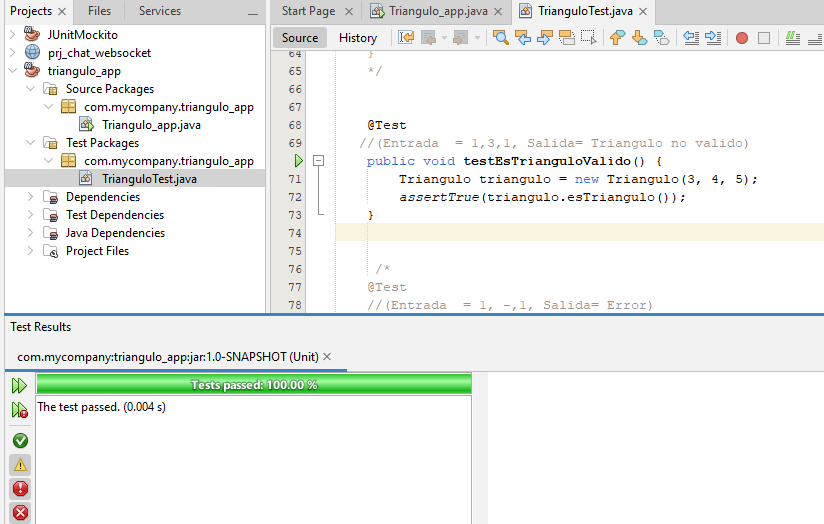 Projects
Files
Services
JUnitMockito
prj_chat_websocket
triangulo_app
Source Packages
com.mycompany.triangulo_app
Triangulo_app.java
Test Packages
com.mycompany.triangulo_app
TrianguloTest.java
Dependencies
Test Dependencies
Java Dependencies
Project Files
Start Page
Triangulo_app.java
TrianguloTest.java
Source
History
64 }
65 */
66
67
68 @Test
69 //(Entrada  = 1,3,1, Salida= Triangulo no valido)
public void testEsTrianguloValido() {
71 Triangulo triangulo = new Triangulo(3, 4, 5);
72 assertTrue(triangulo.esTriangulo());
73 }
74
75
76 /*
77 @Test
78 //(Entrada  = 1, -,1, Salida= Error)
Test Results
com.mycompany:triangulo_app:jar:1.0-SNAPSHOT (Unit)
Tests passed: 100.00 %
The test passed. (0.004 s)